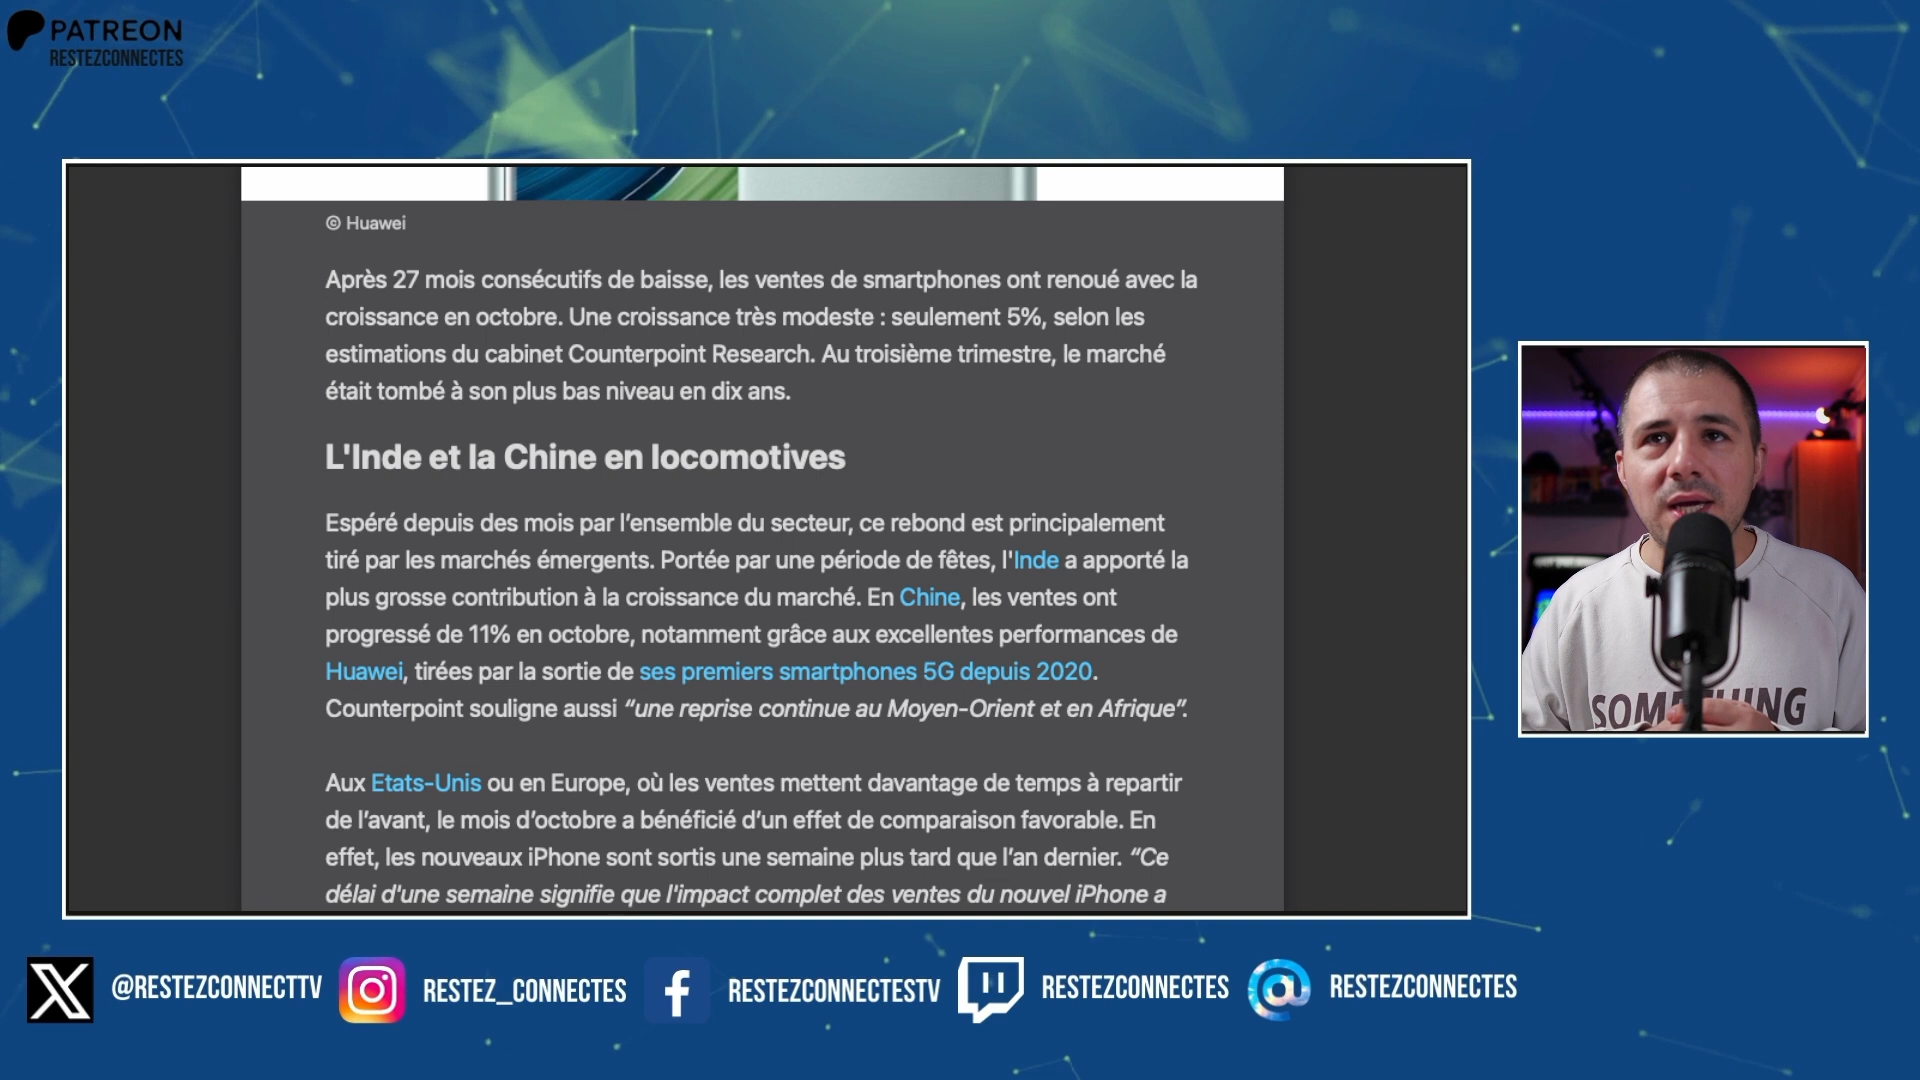 PATREON
RESTEZCONNECTES
© Huawei
Après 27 mois consécutifs de baisse, les ventes de smartphones ont renoué avec la
croissance en octobre. Une croissance très modeste : seulement 5%, selon les
estimations du cabinet Counterpoint Research. Au troisième trimestre, le marché
était tombé à son plus bas niveau en dix ans.
L'Inde et la Chine en locomotives
Espéré depuis des mois par l’ensemble du secteur, ce rebond est principalement
tiré par les marchés émergents. Portée par une période de fêtes, l'Inde a apporté la
plus grosse contribution à la croissance du marché. En Chine, les ventes ont
progressé de 11% en octobre, notamment grâce aux excellentes performances de
Huawei, tirées par la sortie de ses premiers smartphones 5G depuis 2020.
Counterpoint souligne aussi “une reprise continue au Moyen-Orient et en Afrique”.
Aux Etats-Unis ou en Europe, où les ventes mettent davantage de temps à repartir
de l’avant, le mois d’octobre a bénéficié d’un effet de comparaison favorable. En
effet, les nouveaux iPhone sont sortis une semaine plus tard que l’an dernier. “Ce
délai d'une semaine signifie que l'impact complet des ventes du nouvel iPhone a
@RESTEZCONNECTTV
RESTEZ_CONNECTES
RESTEZCONNECTESTV
RESTEZCONNECTES
RESTEZCONNECTES